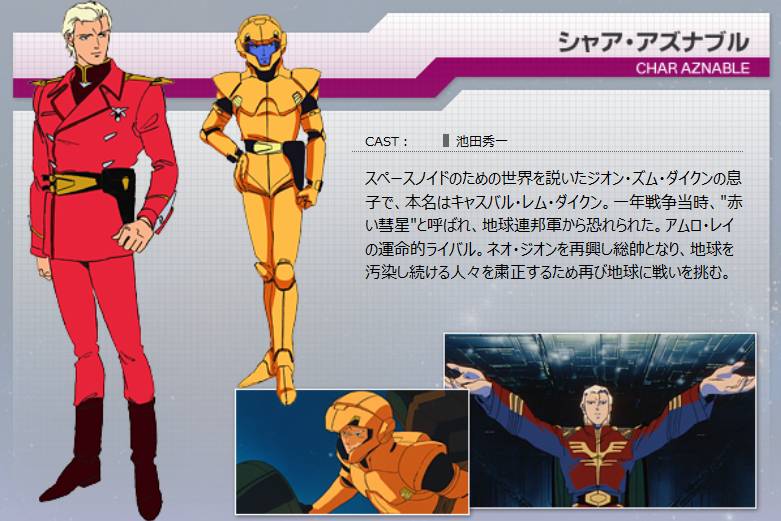 シャア・アズナブル
CHAR AZNABLE
CAST： 池田秀一
スペースノイドのための世界を説いたジオン・ズム・ダイクンの息
子で、本名はキャスバル・レム・ダイクン。一年戦争当時、"赤
い彗星"と呼ばれ、地球連邦軍から恐れられた。アムロ・レイ
の運命的ライバル。ネオ・ジオンを再興し総帥となり、地球を
汚染し続ける人々を粛正するため再び地球に戦いを挑む。